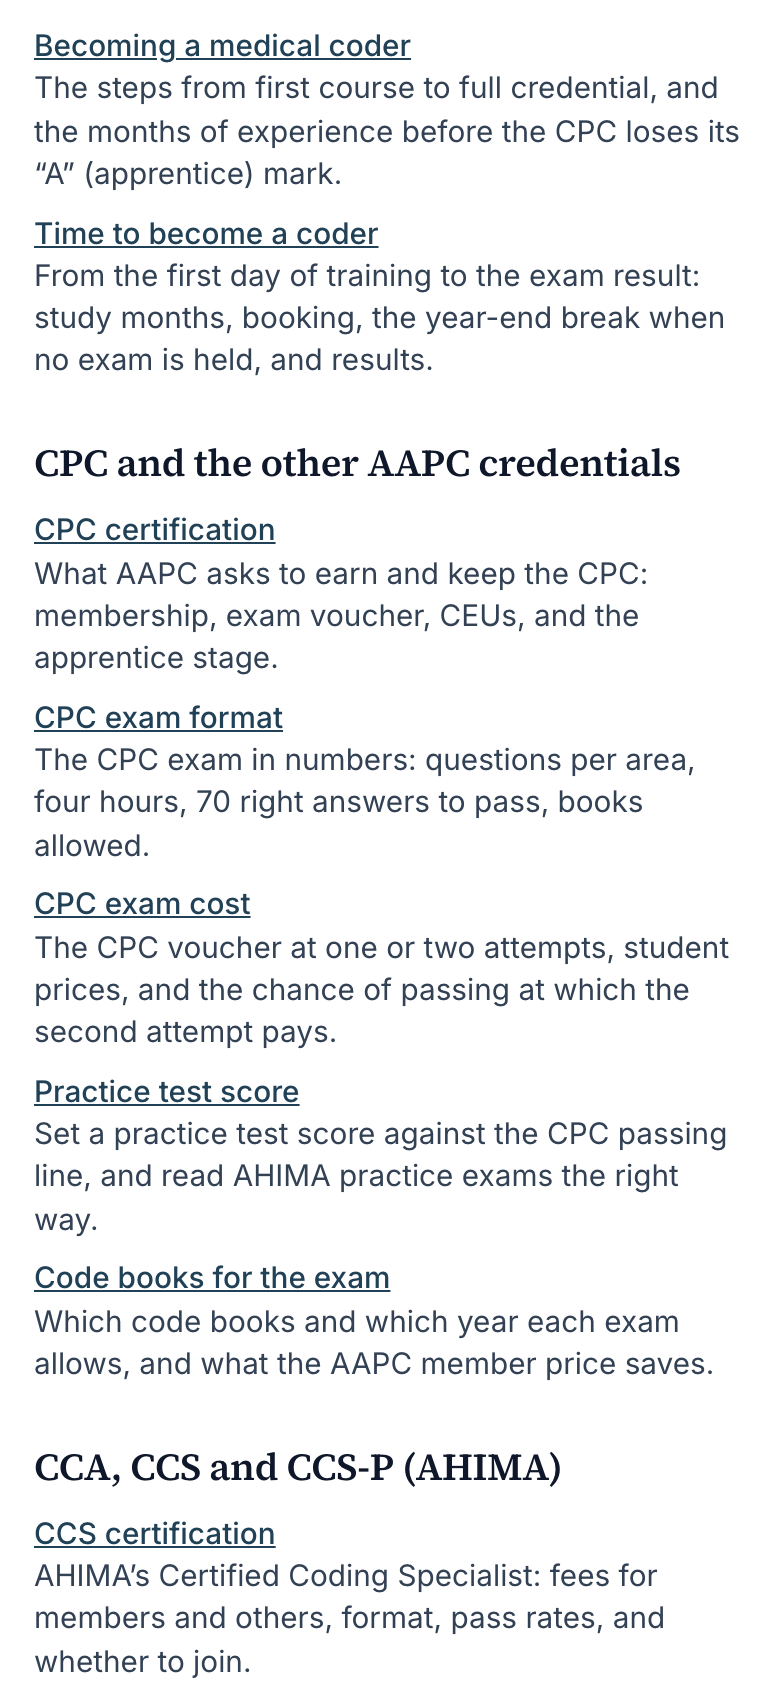 Becoming a medical coder
The steps from first course to full credential, and
the months of experience before the CPC loses its
“A” (apprentice) mark.
Time to become a coder
From the first day of training to the exam result:
study months, booking, the year-end break when
no exam is held, and results.
CPC and the other AAPC credentials
CPC certification
What AAPC asks to earn and keep the CPC:
membership, exam voucher, CEUs, and the
apprentice stage.
CPC exam format
The CPC exam in numbers: questions per area,
four hours, 70 right answers to pass, books
allowed.
CPC exam cost
The CPC voucher at one or two attempts, student
prices, and the chance of passing at which the
second attempt pays.
Practice test score
Set a practice test score against the CPC passing
line, and read AHIMA practice exams the right
way.
Code books for the exam
Which code books and which year each exam
allows, and what the AAPC member price saves.
CCA, CCS and CCS-P (AHIMA)
CCS certification
AHIMA’s Certified Coding Specialist: fees for
members and others, format, pass rates, and
whether to join.